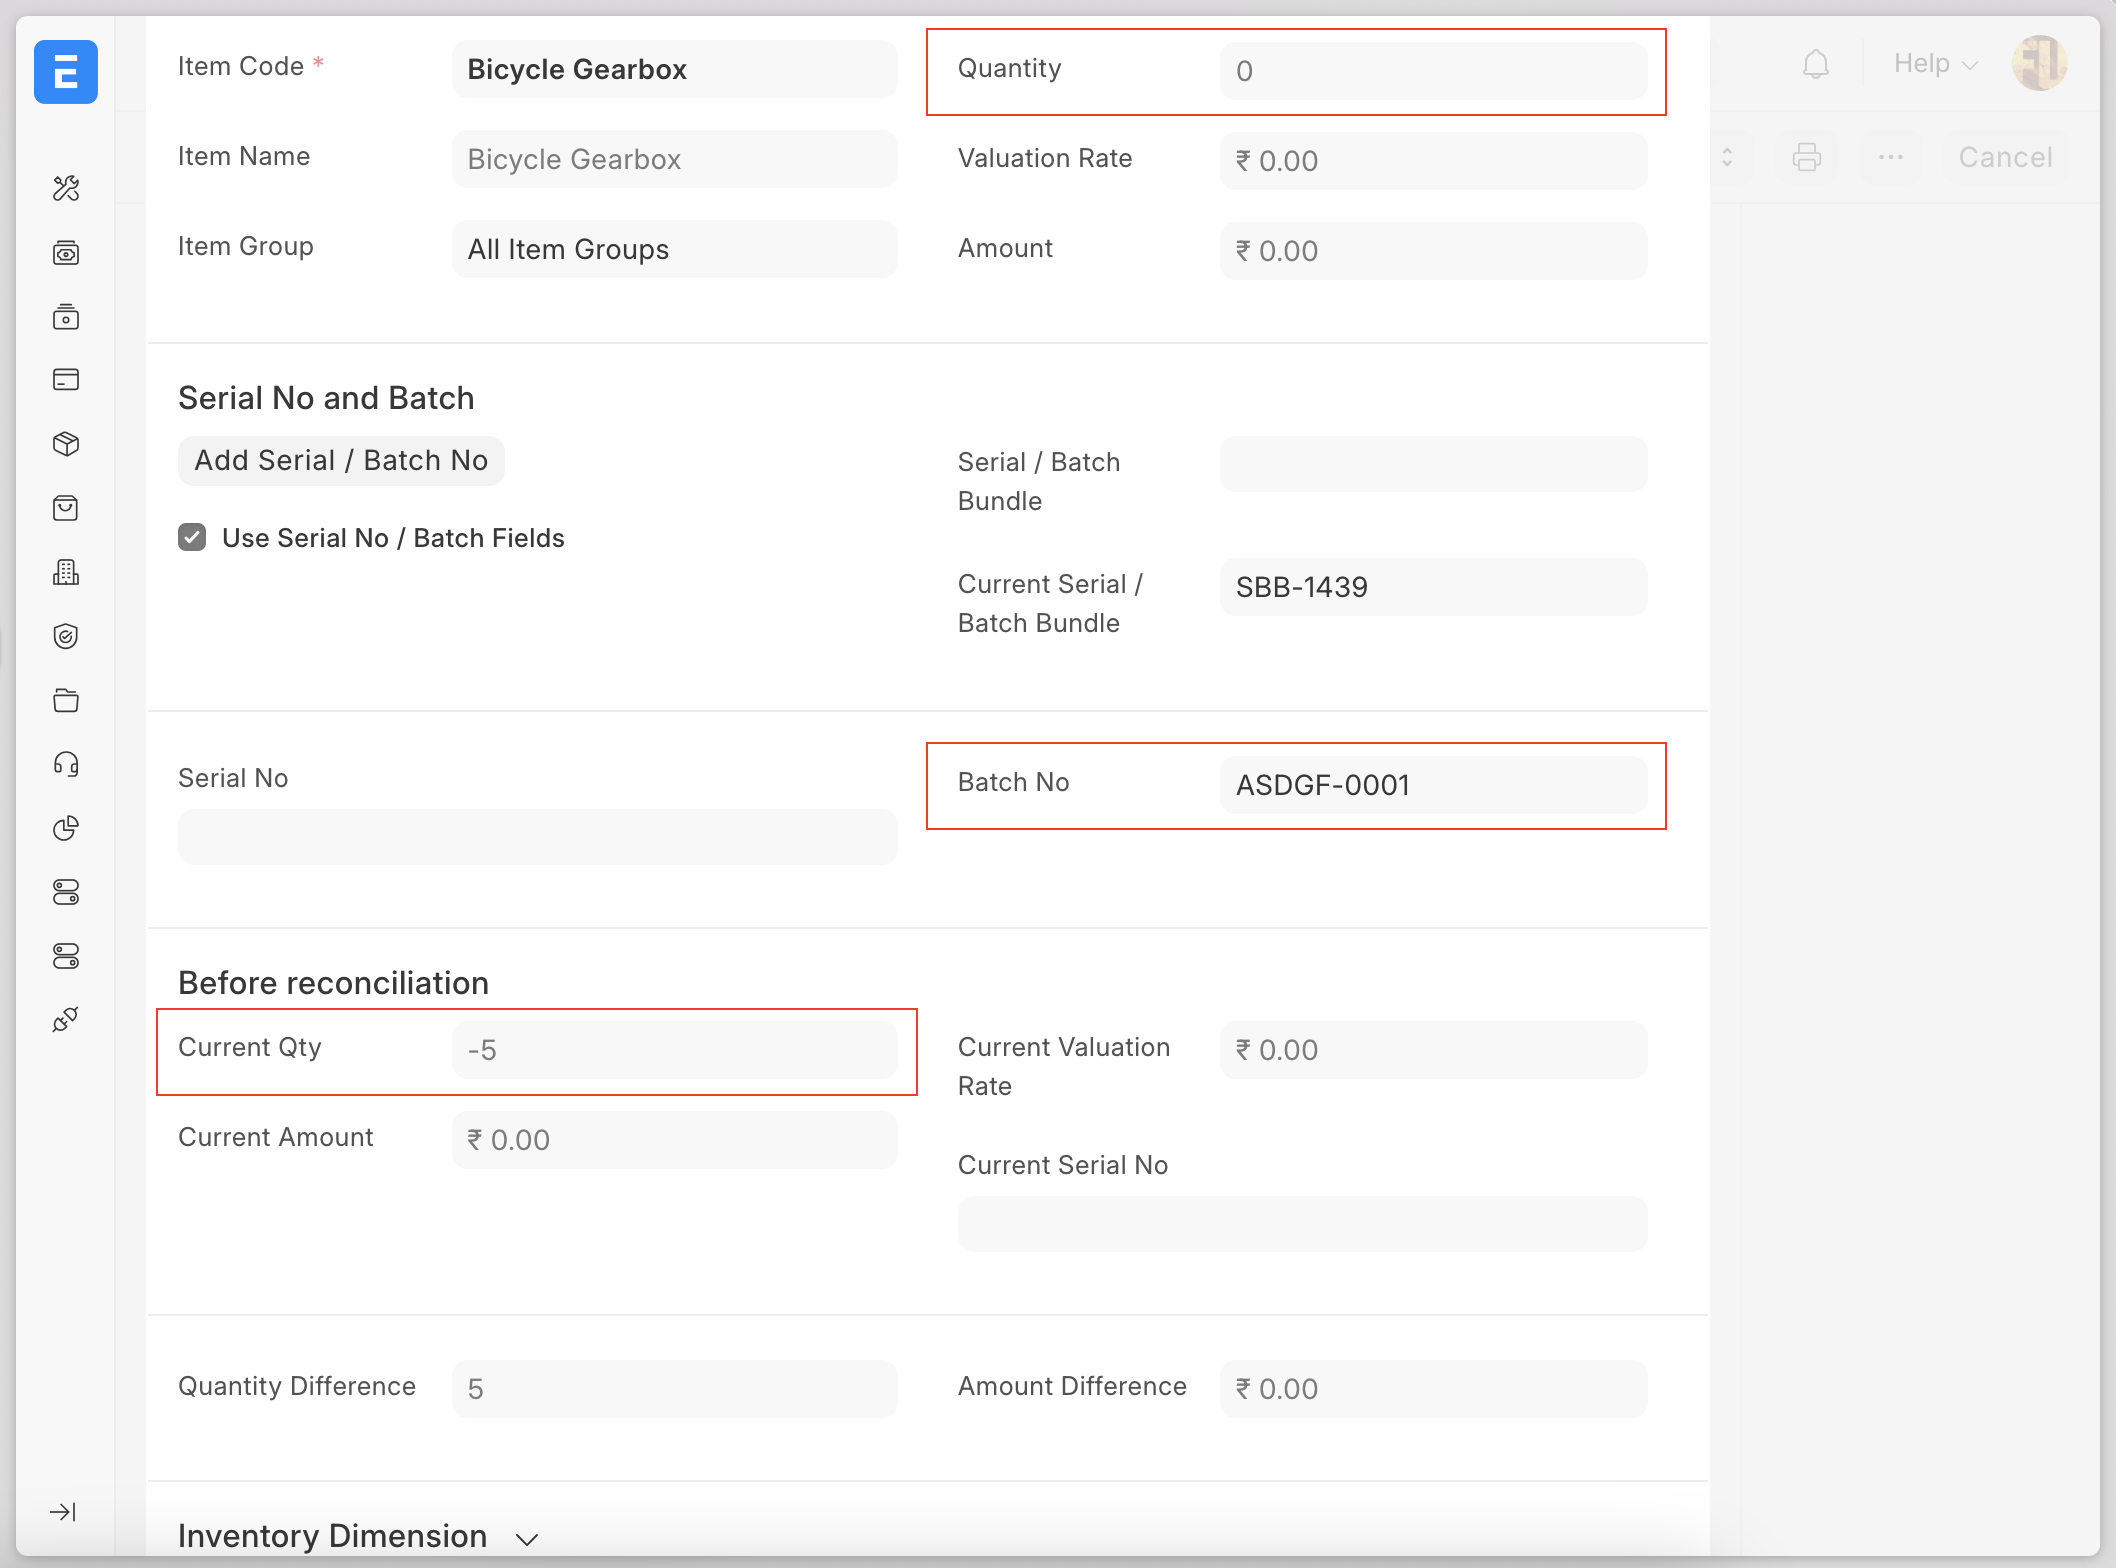 Item Code *
Bicycle Gearbox
Quantity
0
Help
Item Name
Bicycle Gearbox
Valuation Rate
₹ 0.00
Cancel
Item Group
All Item Groups
Amount
₹ 0.00
Serial No and Batch
Add Serial / Batch No
Serial / Batch
Bundle
Use Serial No / Batch Fields
Current Serial /
Batch Bundle
SBB-1439
Serial No
Batch No
ASDGF-0001
Before reconciliation
Current Qty
-5
Current Valuation
Rate
₹ 0.00
Current Amount
₹ 0.00
Current Serial No
Quantity Difference
5
Amount Difference
₹ 0.00
Inventory Dimension